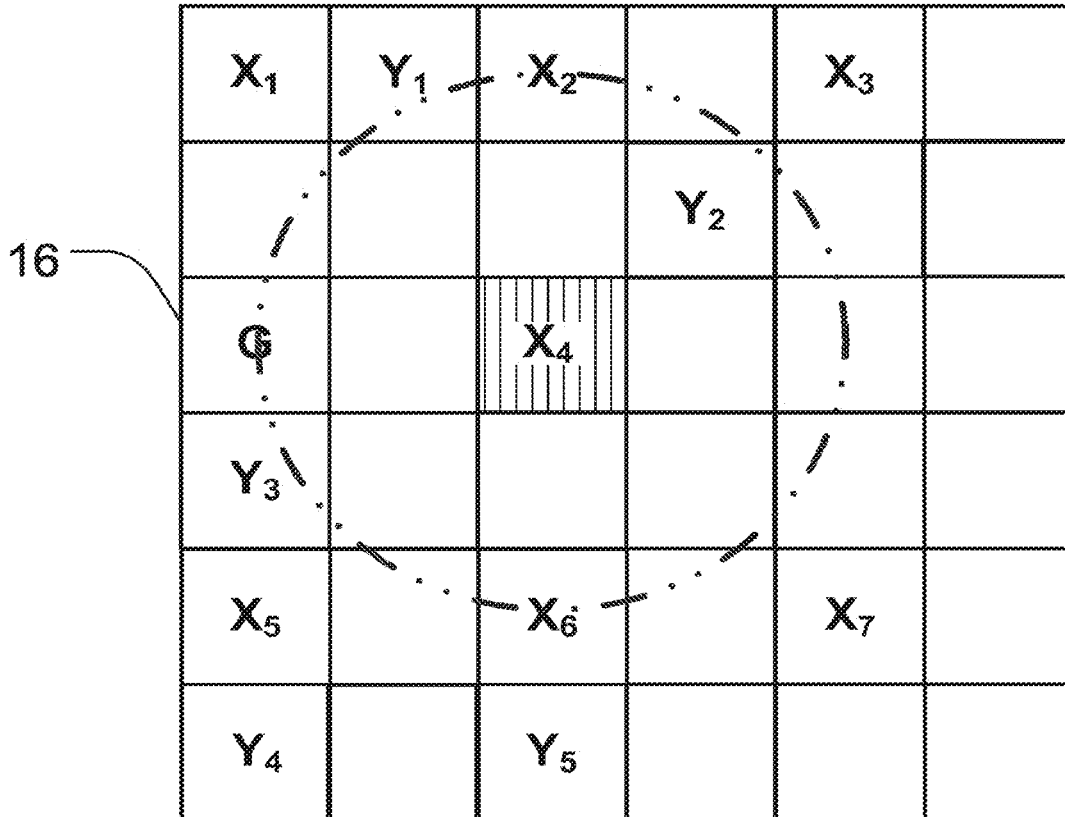 X₁ Y₁ X₂ X₃
Y₂
16
G X₄
Y₃
X₅ X₆ X₇
Y₄ Y₅